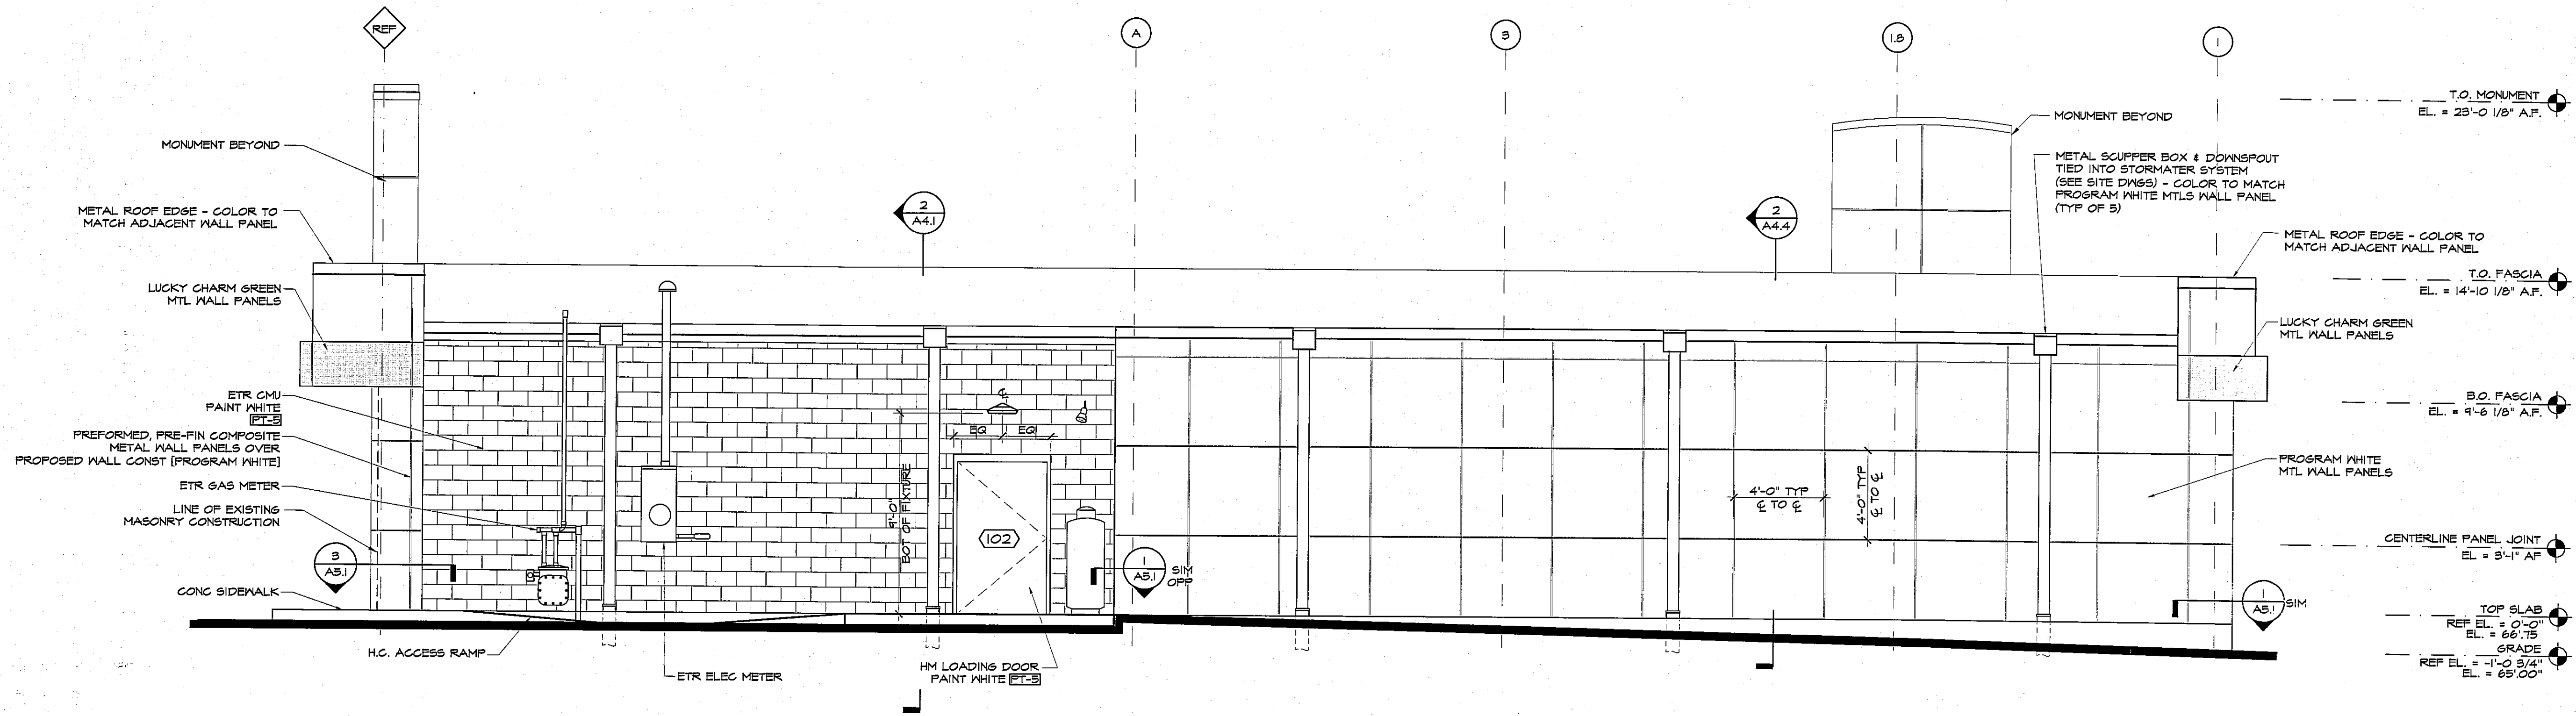 REF
A
3
1.8
1
T.O. MONUMENT
EL. = 23'-0 1/8" A.F.
MONUMENT BEYOND
MONUMENT BEYOND
METAL SCUPPER BOX & DOWNSPOUT
TIED INTO STORMATER SYSTEM
(SEE SITE DWGS) - COLOR TO MATCH
PROGRAM WHITE MTLS WALL PANEL
(TYP OF 5)
METAL ROOF EDGE - COLOR TO
MATCH ADJACENT WALL PANEL
2
A4.1
2
A4.4
METAL ROOF EDGE - COLOR TO
MATCH ADJACENT WALL PANEL
T.O. FASCIA
EL. = 14'-10 1/8" A.F.
LUCKY CHARM GREEN
MTL WALL PANELS
LUCKY CHARM GREEN
MTL WALL PANELS
ETR CMU
PAINT WHITE
PT-5
B.O. FASCIA
EL. = 9'-6 1/8" A.F.
℄
EQ
EQ
PREFORMED, PRE-FIN COMPOSITE
METAL WALL PANELS OVER
PROPOSED WALL CONST [PROGRAM WHITE]
9'-0"
BOT OF FIXTURE
PROGRAM WHITE
MTL WALL PANELS
ETR GAS METER
4'-0" TYP
℄ TO ℄
4'-0" TYP
℄ TO ℄
LINE OF EXISTING
MASONRY CONSTRUCTION
102
CENTERLINE PANEL JOINT
EL = 3'-1" AF
3
A5.1
1
A5.1
SIM
OPP
CONC SIDEWALK
1
A5.1
SIM
TOP SLAB
REF EL. = 0'-0"
EL. = 66'.75
H.C. ACCESS RAMP
GRADE
REF EL. = -1'-0 3/4"
EL. = 65'.00"
ETR ELEC METER
HM LOADING DOOR
PAINT WHITE PT-5